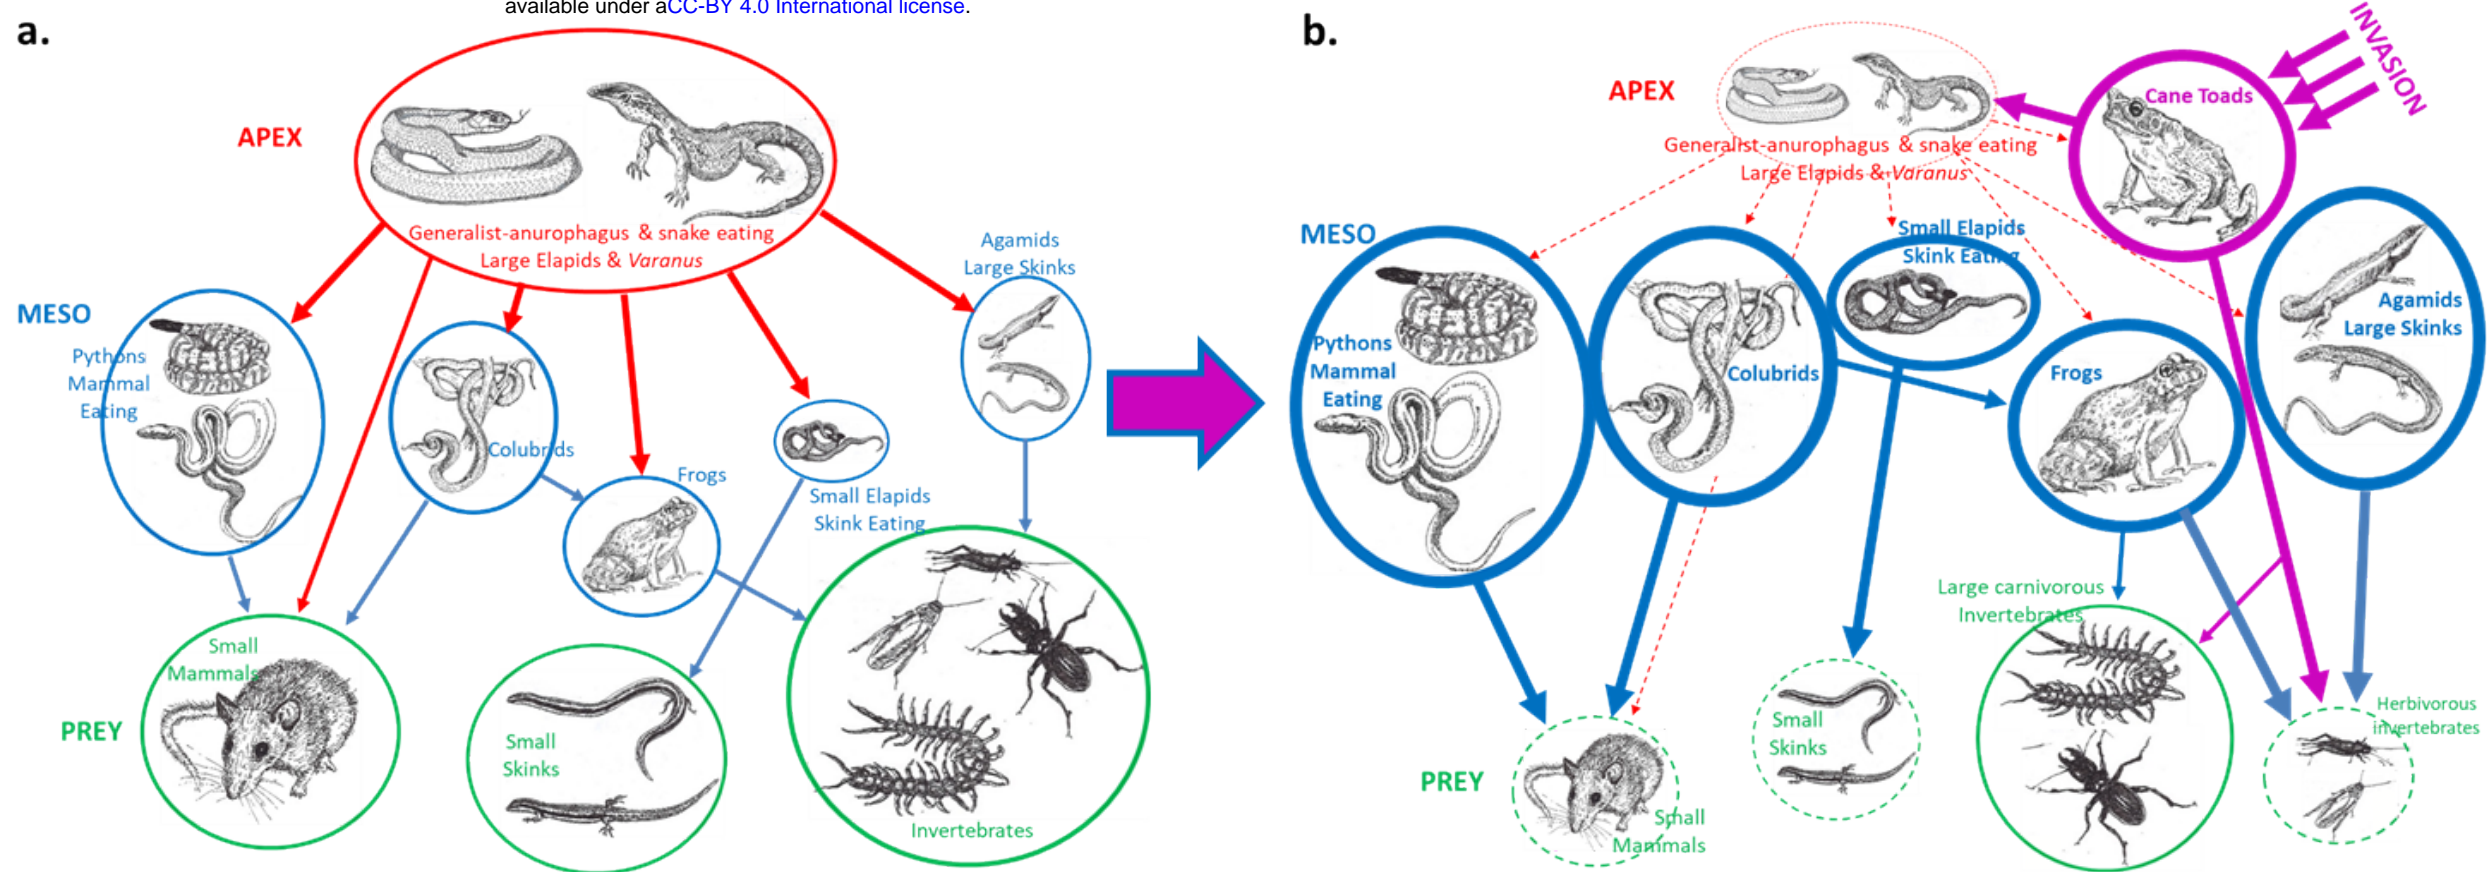 available under aCC-BY 4.0 International license.
a.
APEX
Generalist-anurophagus & snake eating
Large Elapids & Varanus
Agamids
Large Skinks
MESO
Pythons
Mammal
Eating
Colubrids
Frogs
Small Elapids
Skink Eating
Small
Mammals
PREY
Small
Skinks
Invertebrates
b.
INVASION
APEX
Cane Toads
Generalist-anurophagus & snake eating
Large Elapids & Varanus
MESO
Small Elapids
Skink Eating
Agamids
Large Skinks
Pythons
Mammal
Eating
Colubrids
Frogs
Large carnivorous
Invertebrates
Herbivorous
invertebrates
Small
Skinks
PREY
Small
Mammals